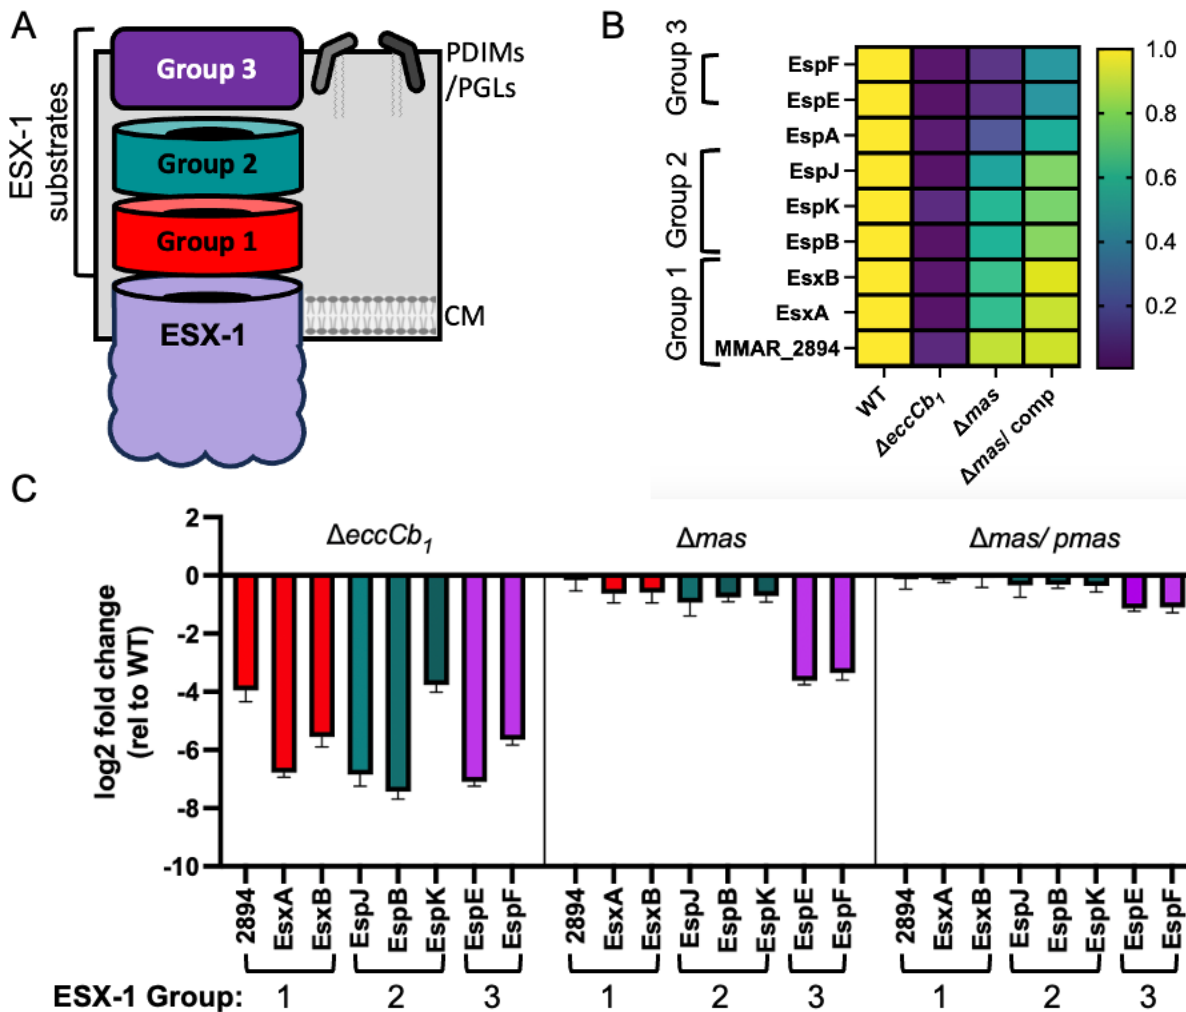 A
ESX-1
substrates
Group 3
Group 2
Group 1
ESX-1
PDIMs
/PGLs
CM
B
Group 3
Group 2
Group 1
EspF
EspE
EspA
EspJ
EspK
EspB
EsxB
EsxA
MMAR_2894
WT
ΔeccCb1
Δmas
Δmas/ comp
1.0
0.8
0.6
0.4
0.2
C
log2 fold change
(rel to WT)
2
0
-2
-4
-6
-8
-10
ΔeccCb1
Δmas
Δmas/ pmas
2894 EsxA EsxB EspJ EspB EspK EspE EspF 2894 EsxA EsxB EspJ EspB EspK EspE EspF 2894 EsxA EsxB EspJ EspB EspK EspE EspF
ESX-1 Group: 1 2 3 1 2 3 1 2 3